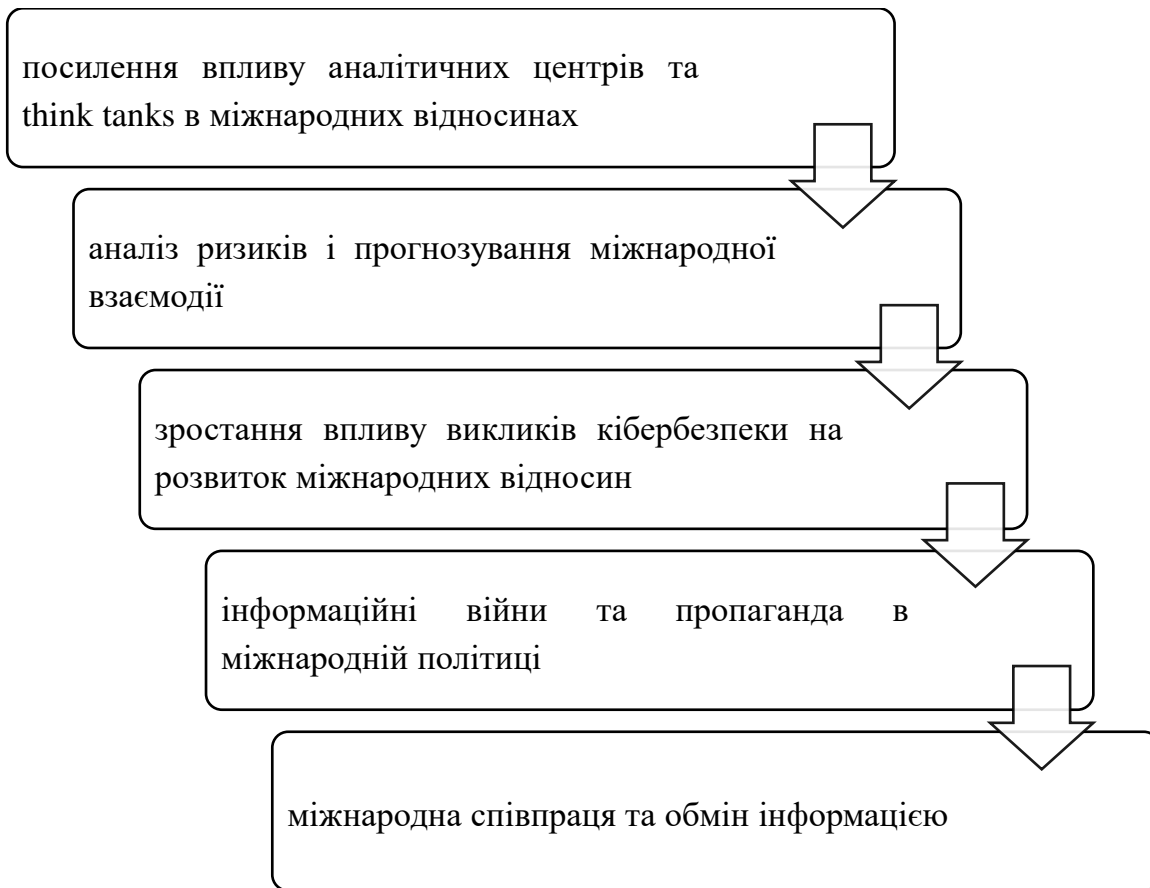 посилення впливу аналітичних центрів та
think tanks в міжнародних відносинах
аналіз ризиків і прогнозування міжнародної
взаємодії
зростання впливу викликів кібербезпеки на
розвиток міжнародних відносин
інформаційні війни та пропаганда в
міжнародній політиці
міжнародна співпраця та обмін інформацією